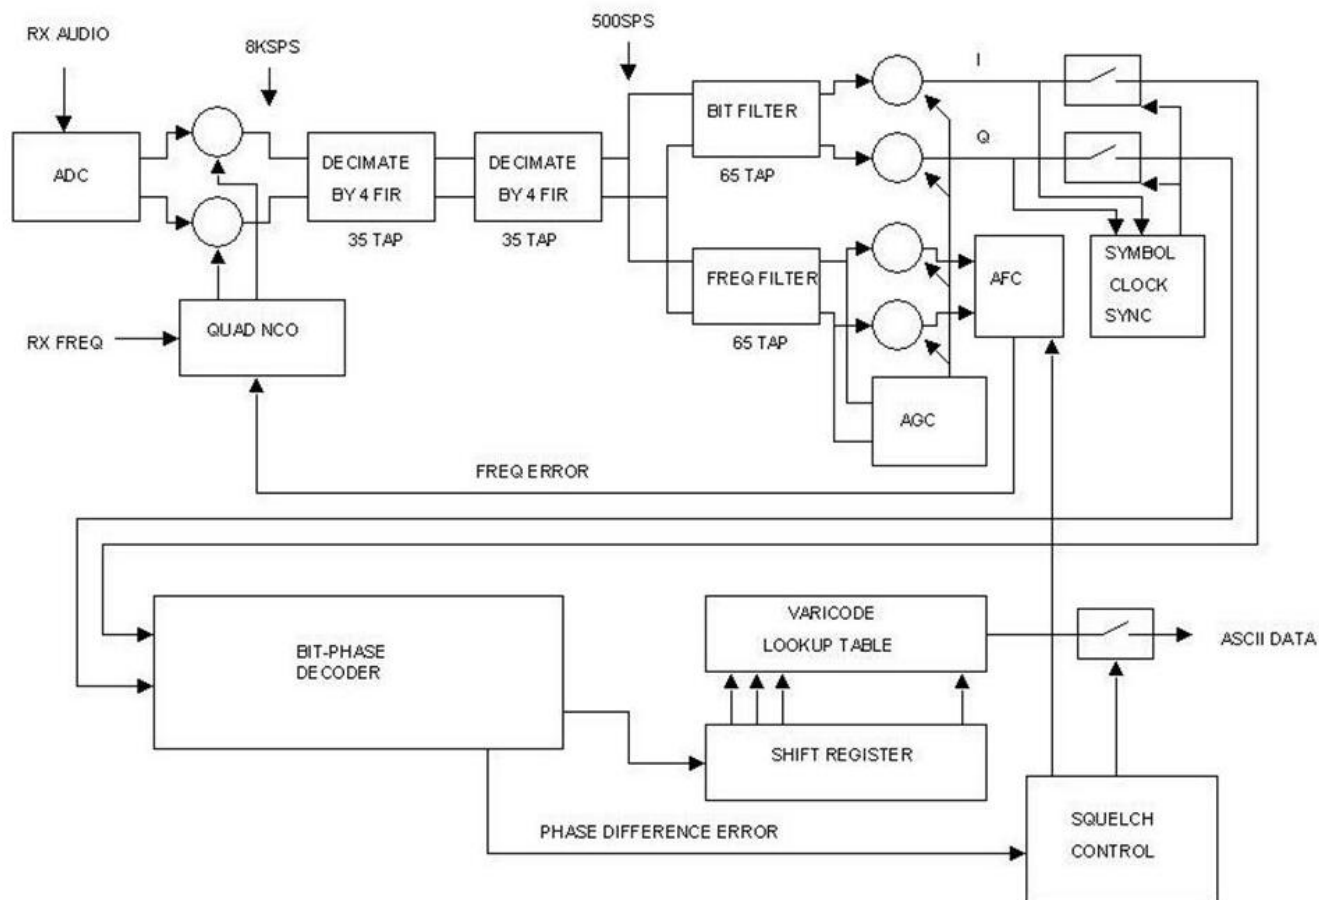 RX AUDIO
8KSPS
500SPS
I
Q
ADC
DECIMATE
BY 4 FIR
35 TAP
DECIMATE
BY 4 FIR
35 TAP
BIT FILTER
65 TAP
FREQ FILTER
65 TAP
AFC
SYMBOL
CLOCK
SYNC
RX FREQ
QUAD NCO
AGC
FREQ ERROR
BIT-PHASE
DECODER
VARICODE
LOOKUP TABLE
ASCII DATA
SHIFT REGISTER
PHASE DIFFERENCE ERROR
SQUELCH
CONTROL